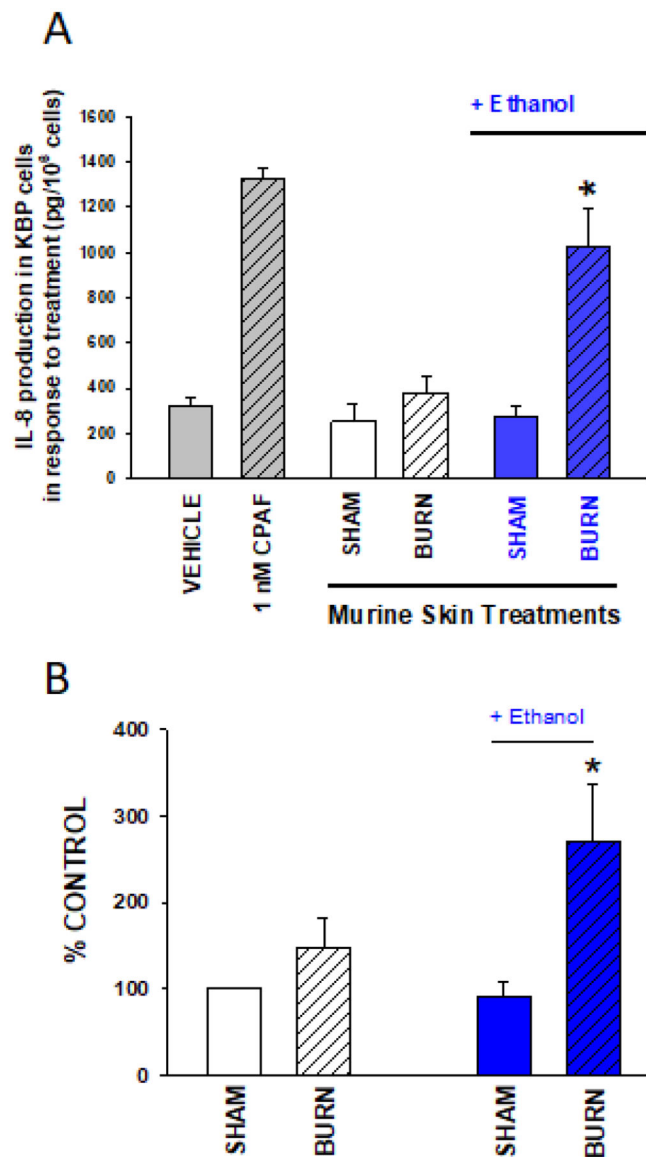 A
+ Ethanol
IL-8 production in KBP cells
in response to treatment (pg/10⁶ cells)
1600
1400
1200
1000
800
600
400
200
0
*
VEHICLE
1 nM CPAF
SHAM
BURN
SHAM
BURN
Murine Skin Treatments
B
+ Ethanol
% CONTROL
400
300
200
100
0
*
SHAM
BURN
SHAM
BURN